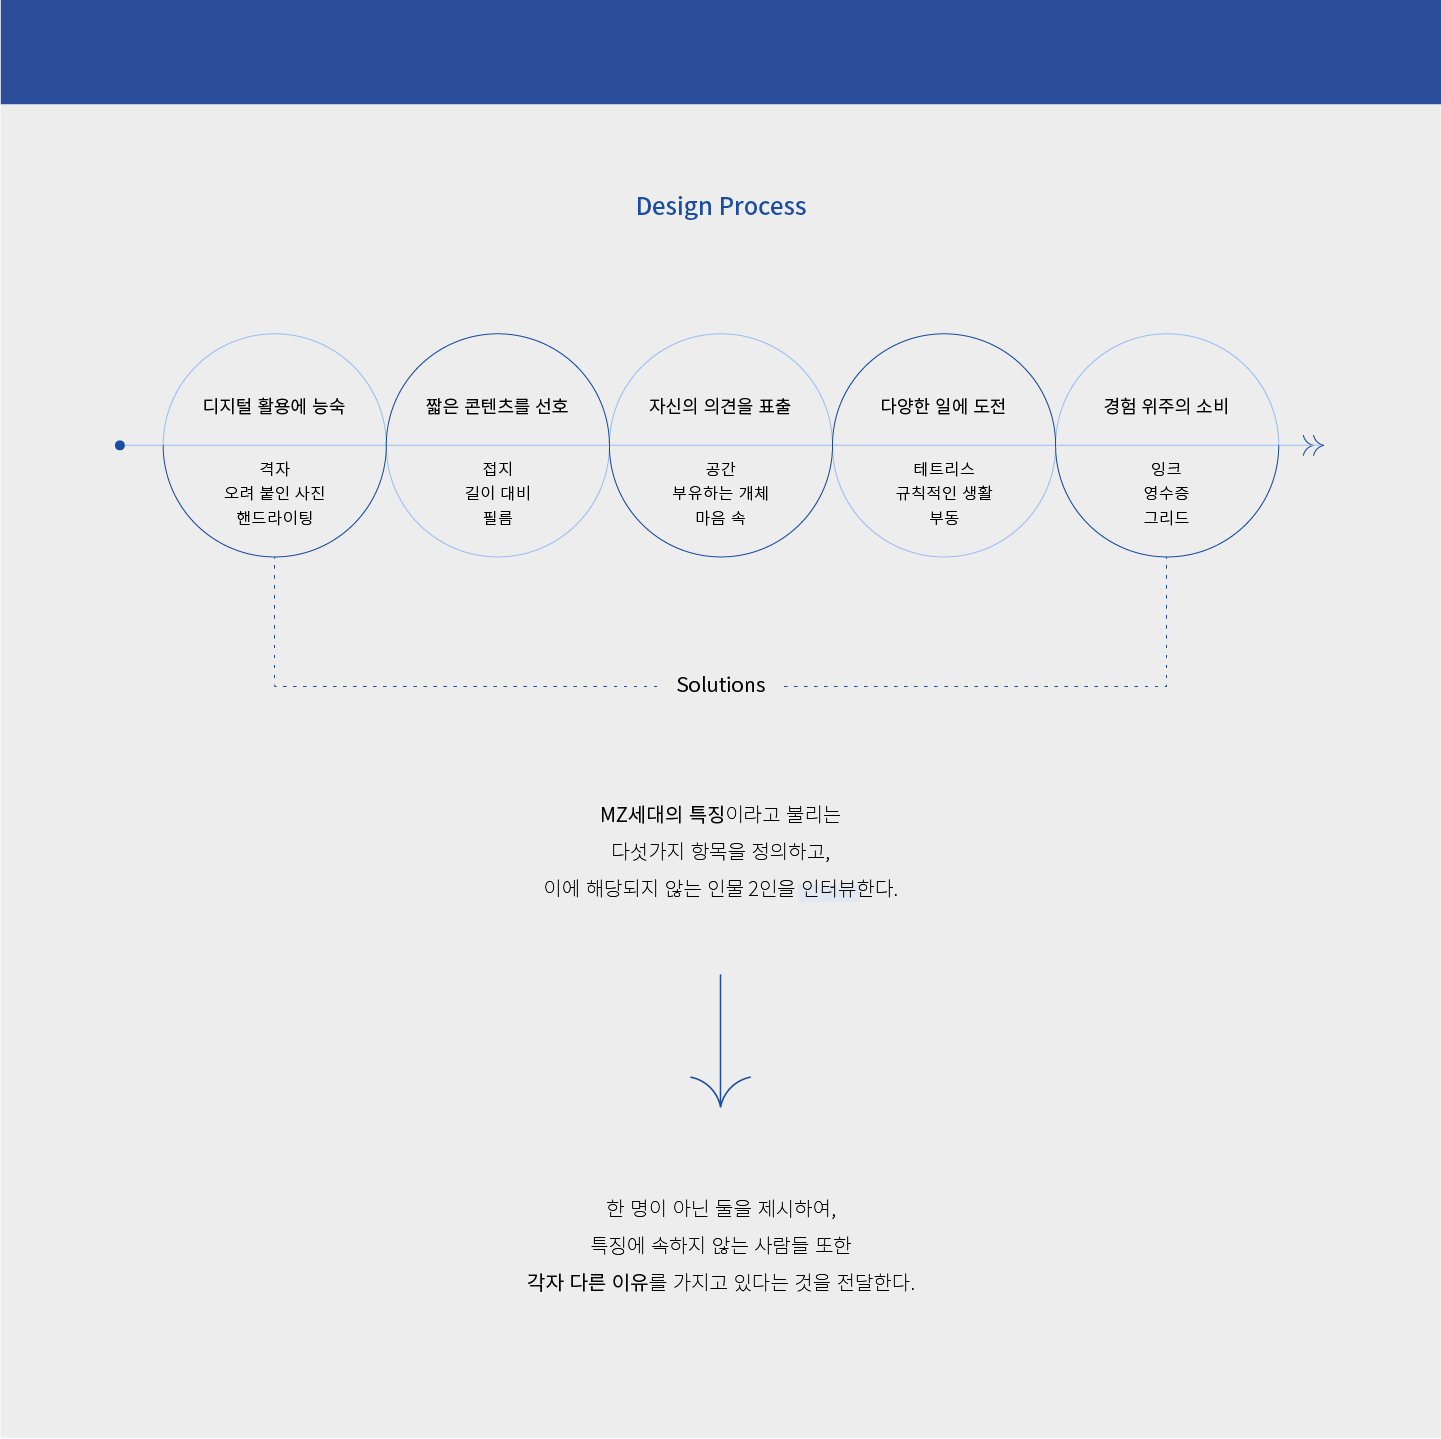 Design Process
디지털 활용에 능숙
격자
오려 붙인 사진
핸드라이팅
짧은 콘텐츠를 선호
접지
길이 대비
필름
자신의 의견을 표출
공간
부유하는 개체
마음 속
다양한 일에 도전
테트리스
규칙적인 생활
부동
경험 위주의 소비
잉크
영수증
그리드
Solutions
MZ세대의 특징이라고 불리는
다섯가지 항목을 정의하고,
이에 해당되지 않는 인물 2인을 인터뷰한다.
한 명이 아닌 둘을 제시하여,
특징에 속하지 않는 사람들 또한
각자 다른 이유를 가지고 있다는 것을 전달한다.